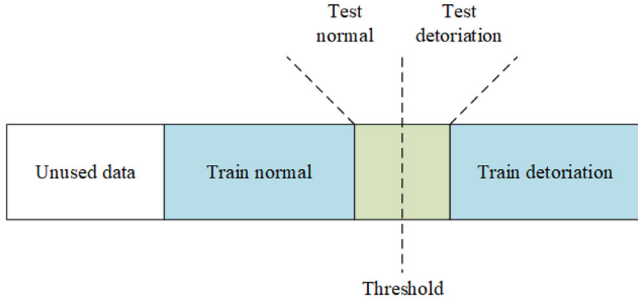 Test
normal
Test
detoriation
Unused data
Train normal
Train detoriation
Threshold